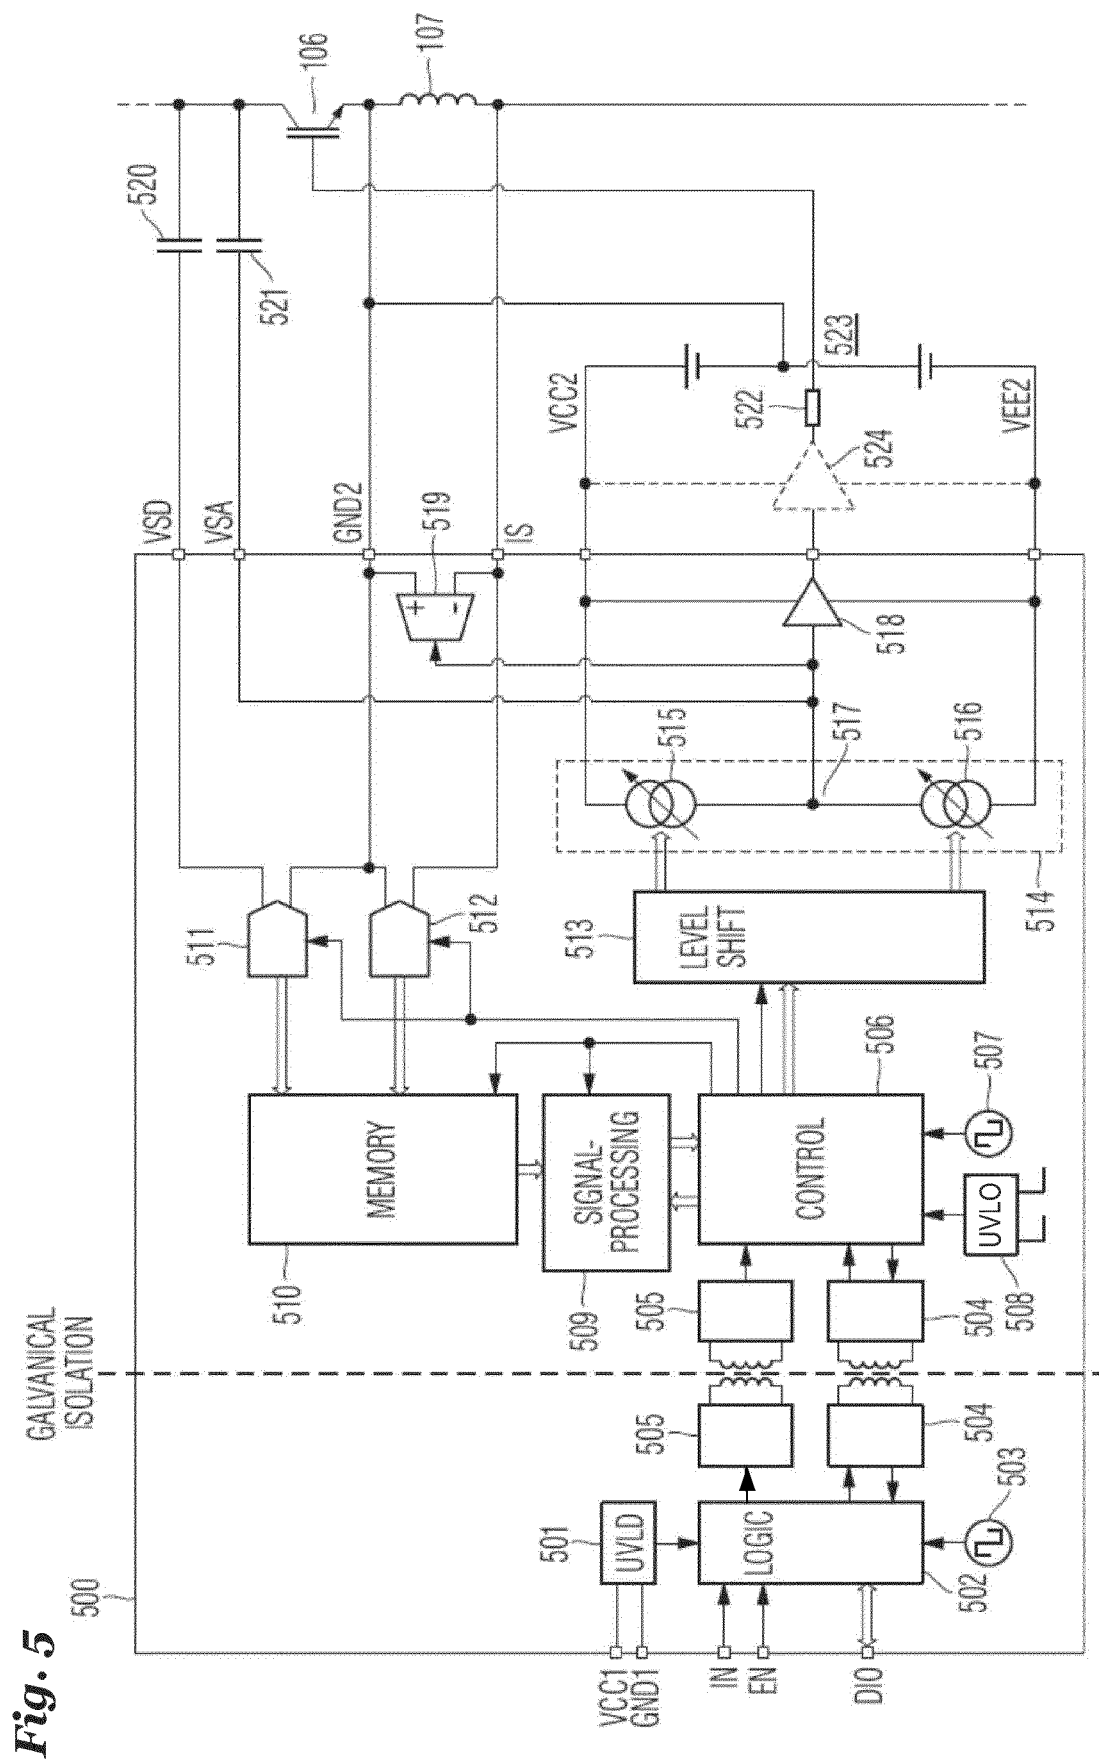 Fig. 5
500
GALVANICAL
ISOLATION
VSD
520
106
107
VSA
521
GND2
519
IS
511
512
VCC2
523
522
524
VEE2
518
515
517
516
514
513
LEVEL
SHIFT
510
MEMORY
509
SIGNAL-
PROCESSING
506
CONTROL
507
UVLO
508
505
504
505
504
501
UVLD
LOGIC
502
503
VCC1
GND1
IN
EN
DIO
+
-